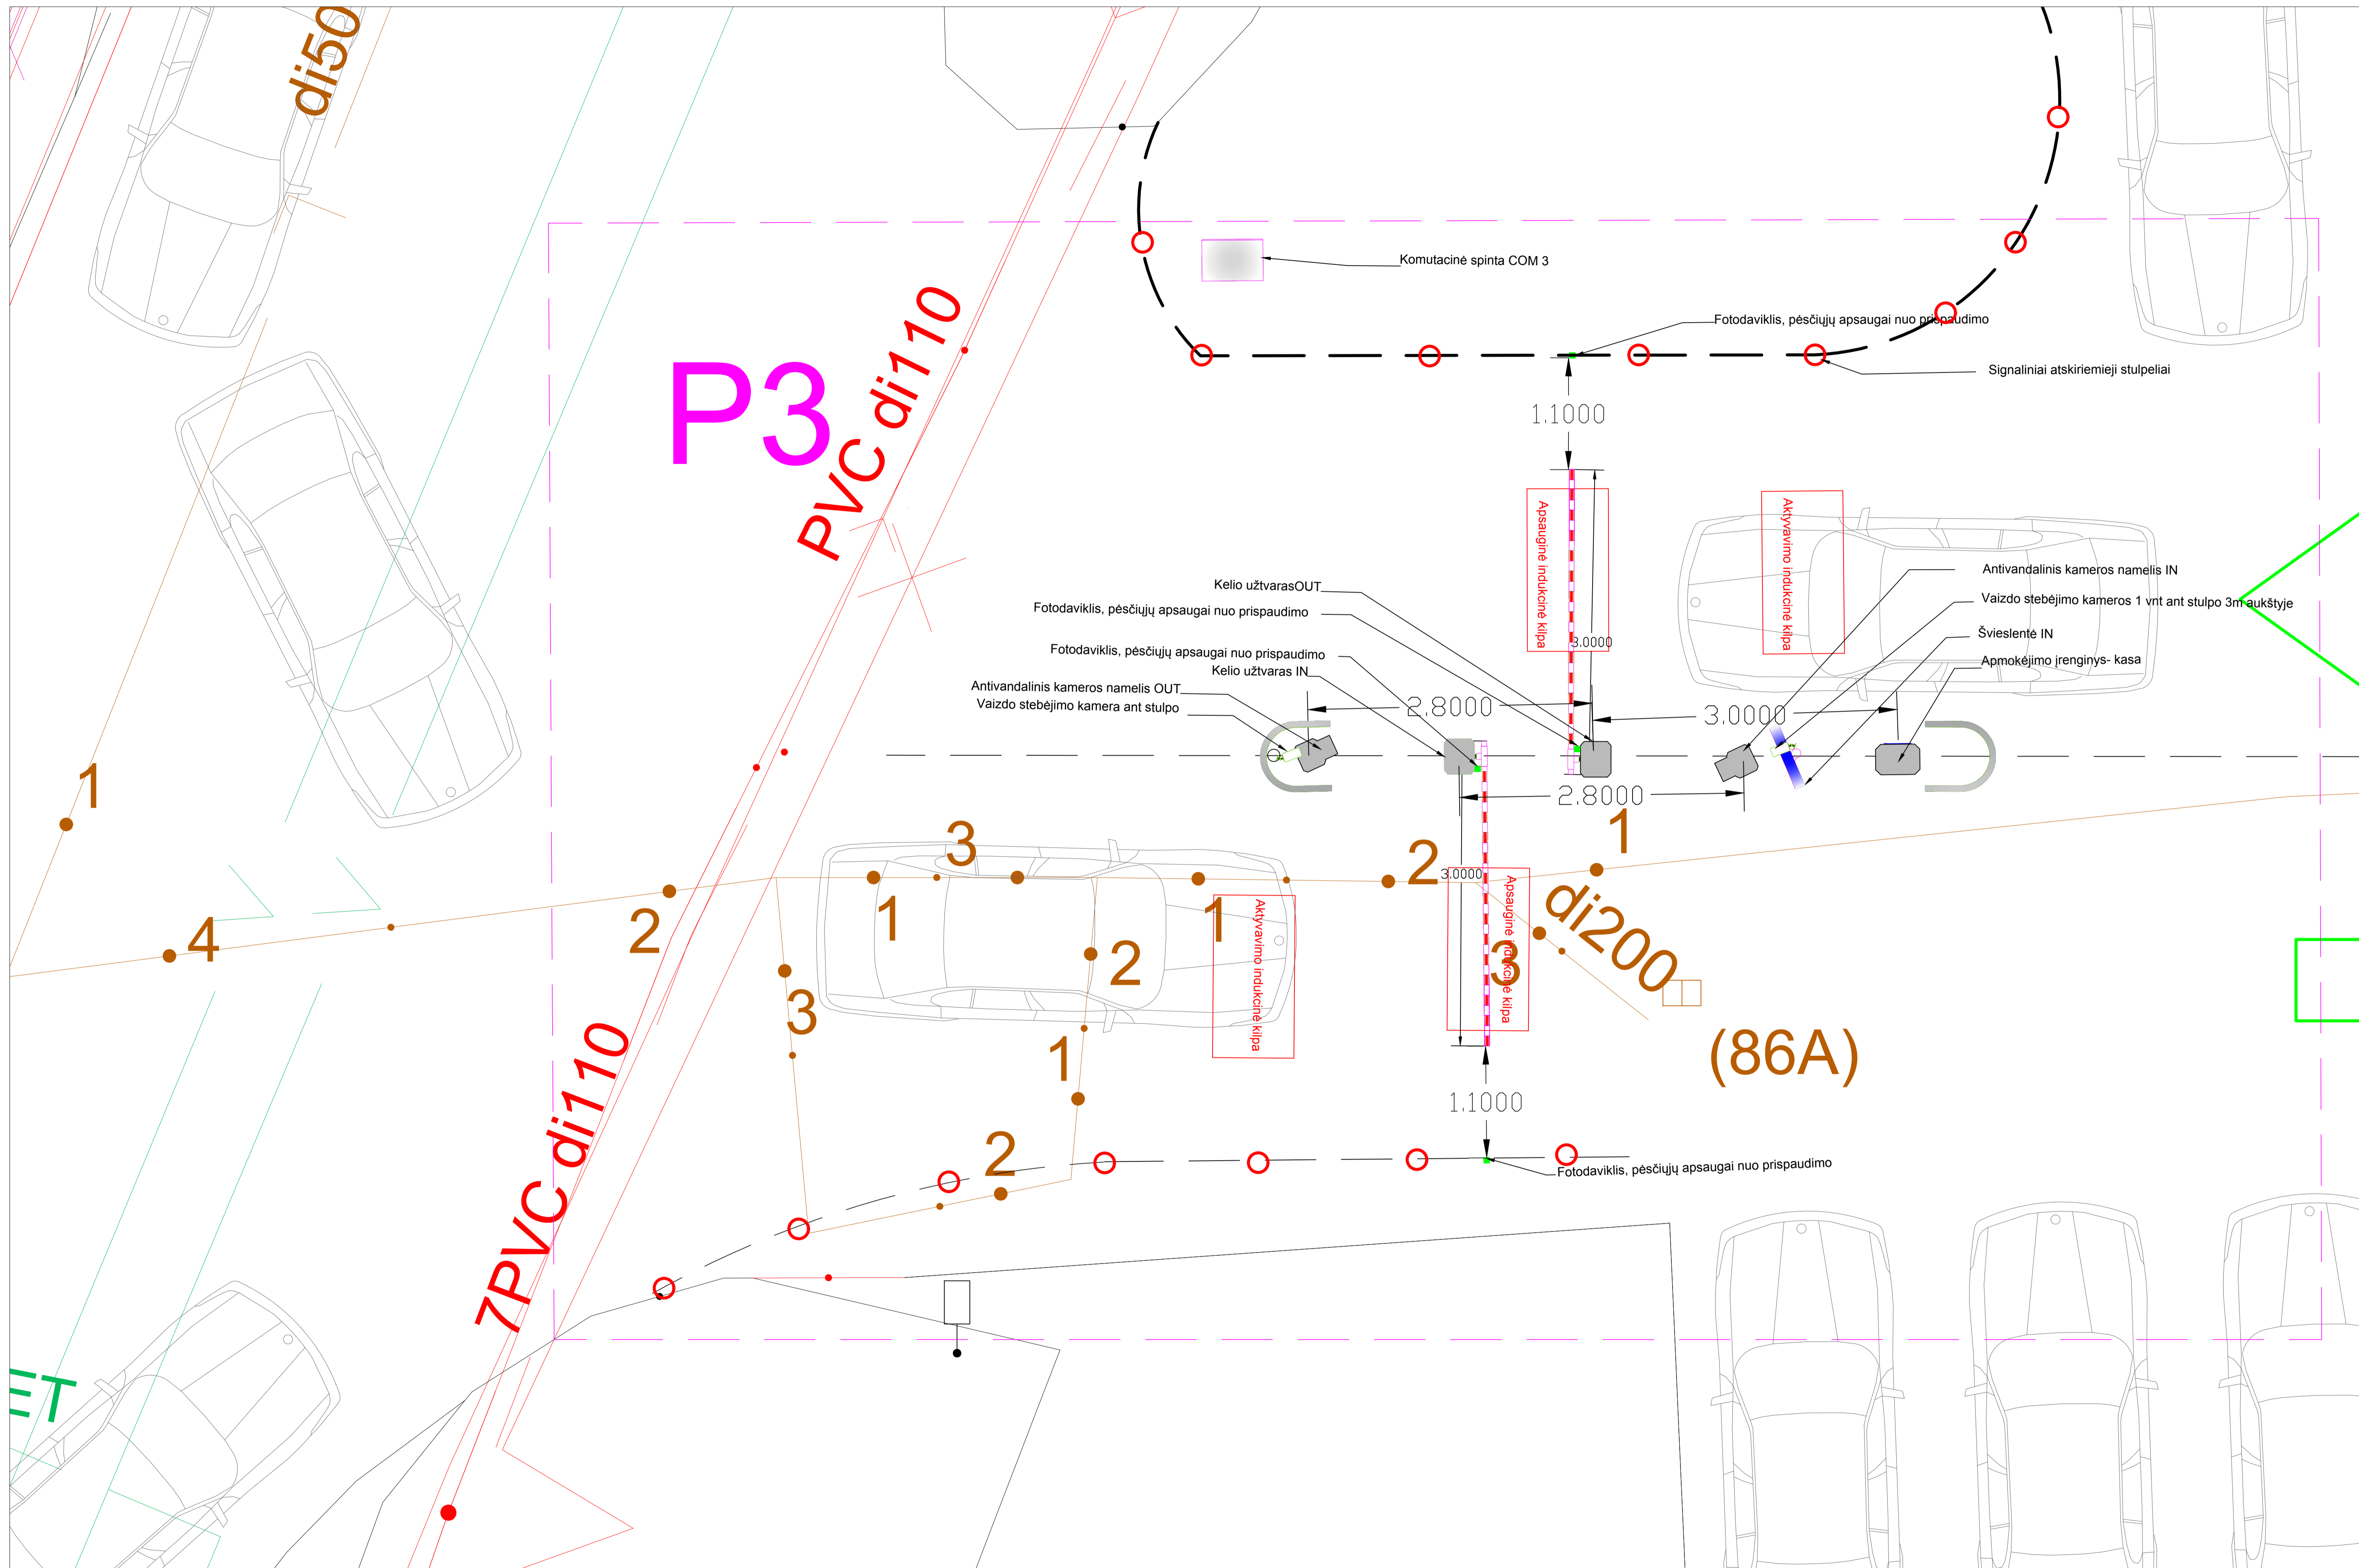 di50
Komutacinė spinta COM 3
Fotodaviklis, pėsčiųjų apsaugai nuo prispaudimo
Signaliniai atskiriemieji stulpeliai
P3
PVC di110
1.1000
Apsauginė indukcinė kilpa
Aktyvavimo indukcinė kilpa
3.0000
Kelio užtvarasOUT
Fotodaviklis, pėsčiųjų apsaugai nuo prispaudimo
Fotodaviklis, pėsčiųjų apsaugai nuo prispaudimo
Kelio užtvaras IN
Antivandalinis kameros namelis OUT
Vaizdo stebėjimo kamera ant stulpo
Antivandalinis kameros namelis IN
Vaizdo stebėjimo kameros 1 vnt ant stulpo 3m aukštyje
Švieslentė IN
Apmokėjimo įrenginys- kasa
2.8000
3.0000
2.8000
1
4
2
3
1
1
2
1
3.0000
Aktyvavimo indukcinė kilpa
Apsauginė indukcinė kilpa
3
di200
(86A)
2
3
1
2
7PVC di110
1.1000
Fotodaviklis, pėsčiųjų apsaugai nuo prispaudimo
ET